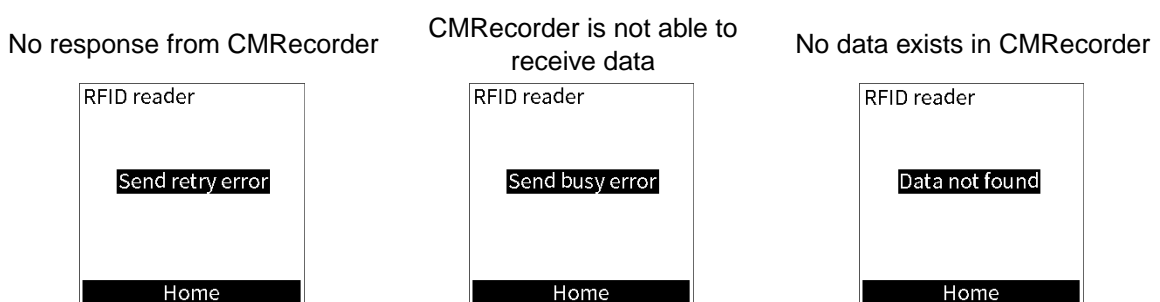 No response from CMRecorder
RFID reader
Send retry error
Home
CMRecorder is not able to
receive data
RFID reader
Send busy error
Home
No data exists in CMRecorder
RFID reader
Data not found
Home